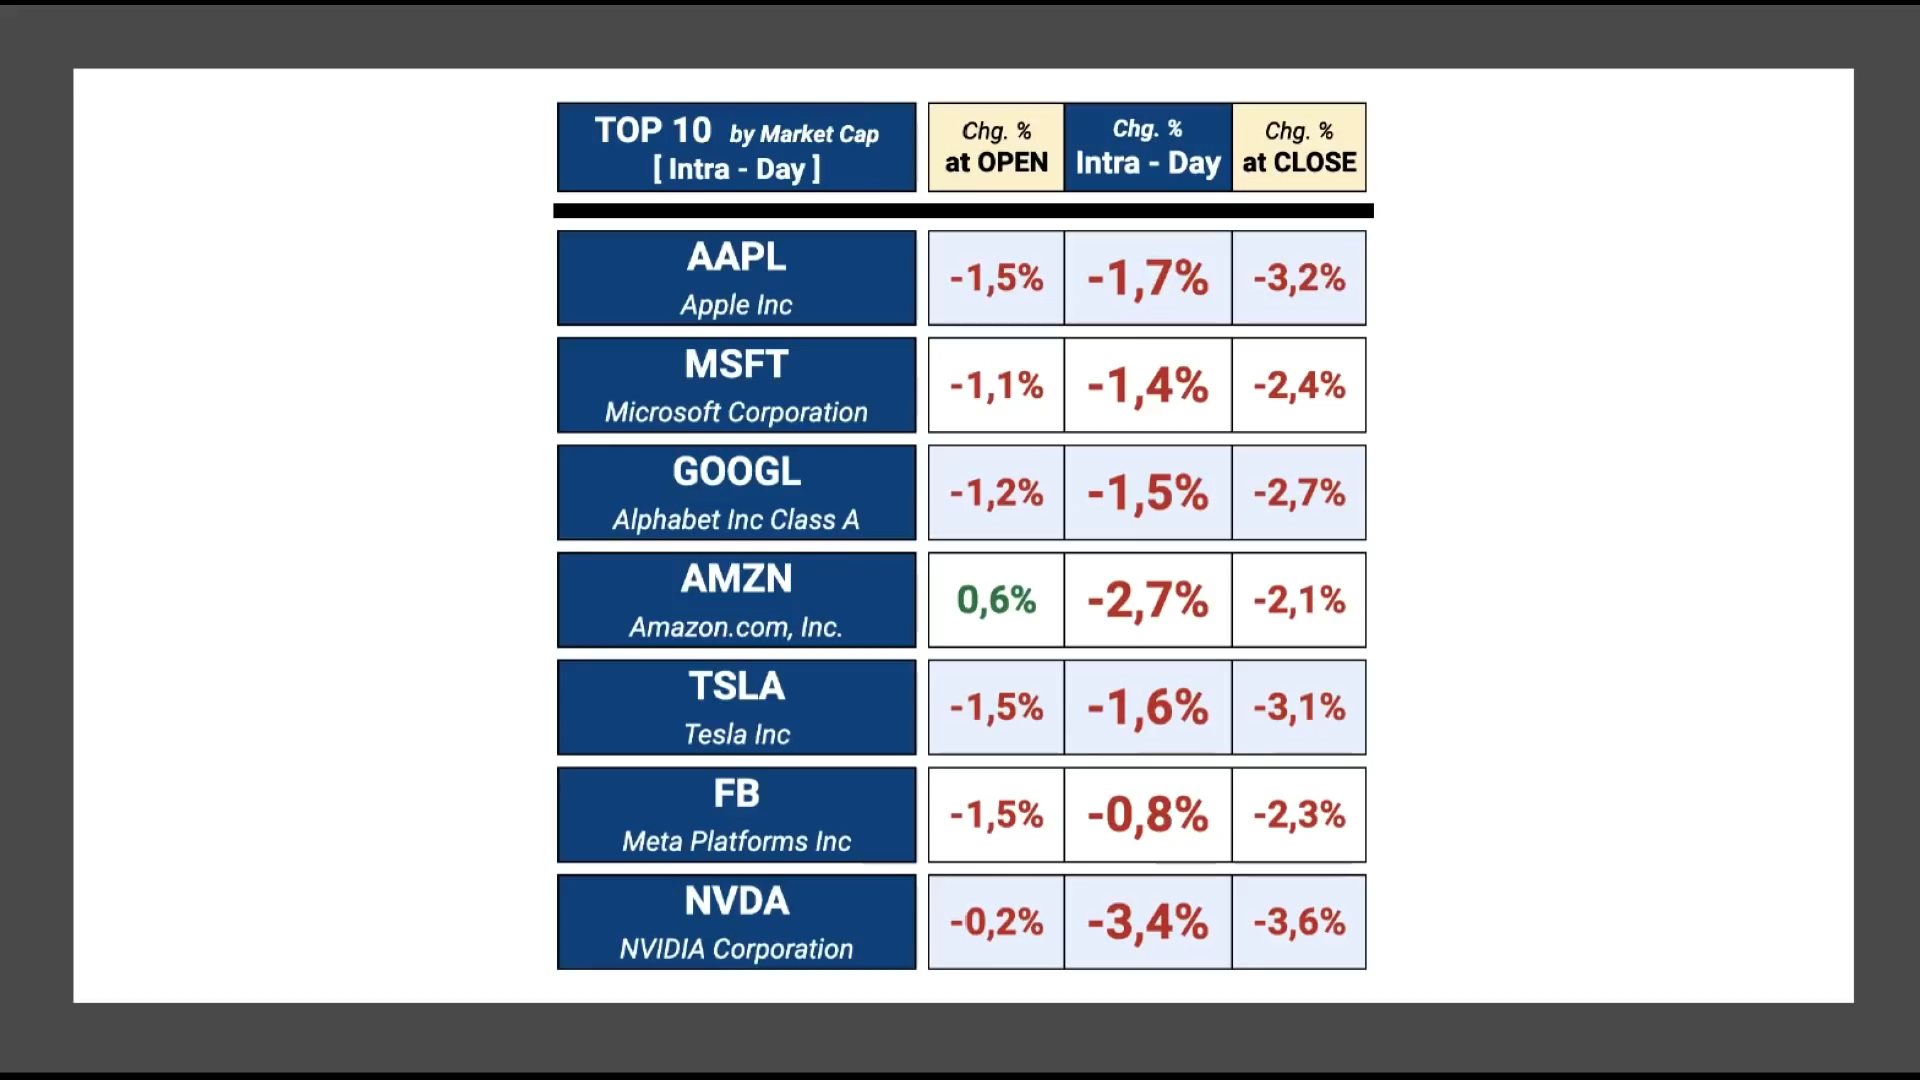 TOP 10 by Market Cap
[ Intra - Day ]
Chg. %
at OPEN
Chg. %
Intra - Day
Chg. %
at CLOSE
AAPL
Apple Inc
-1,5%
-1,7%
-3,2%
MSFT
Microsoft Corporation
-1,1%
-1,4%
-2,4%
GOOGL
Alphabet Inc Class A
-1,2%
-1,5%
-2,7%
AMZN
Amazon.com, Inc.
0,6%
-2,7%
-2,1%
TSLA
Tesla Inc
-1,5%
-1,6%
-3,1%
FB
Meta Platforms Inc
-1,5%
-0,8%
-2,3%
NVDA
NVIDIA Corporation
-0,2%
-3,4%
-3,6%